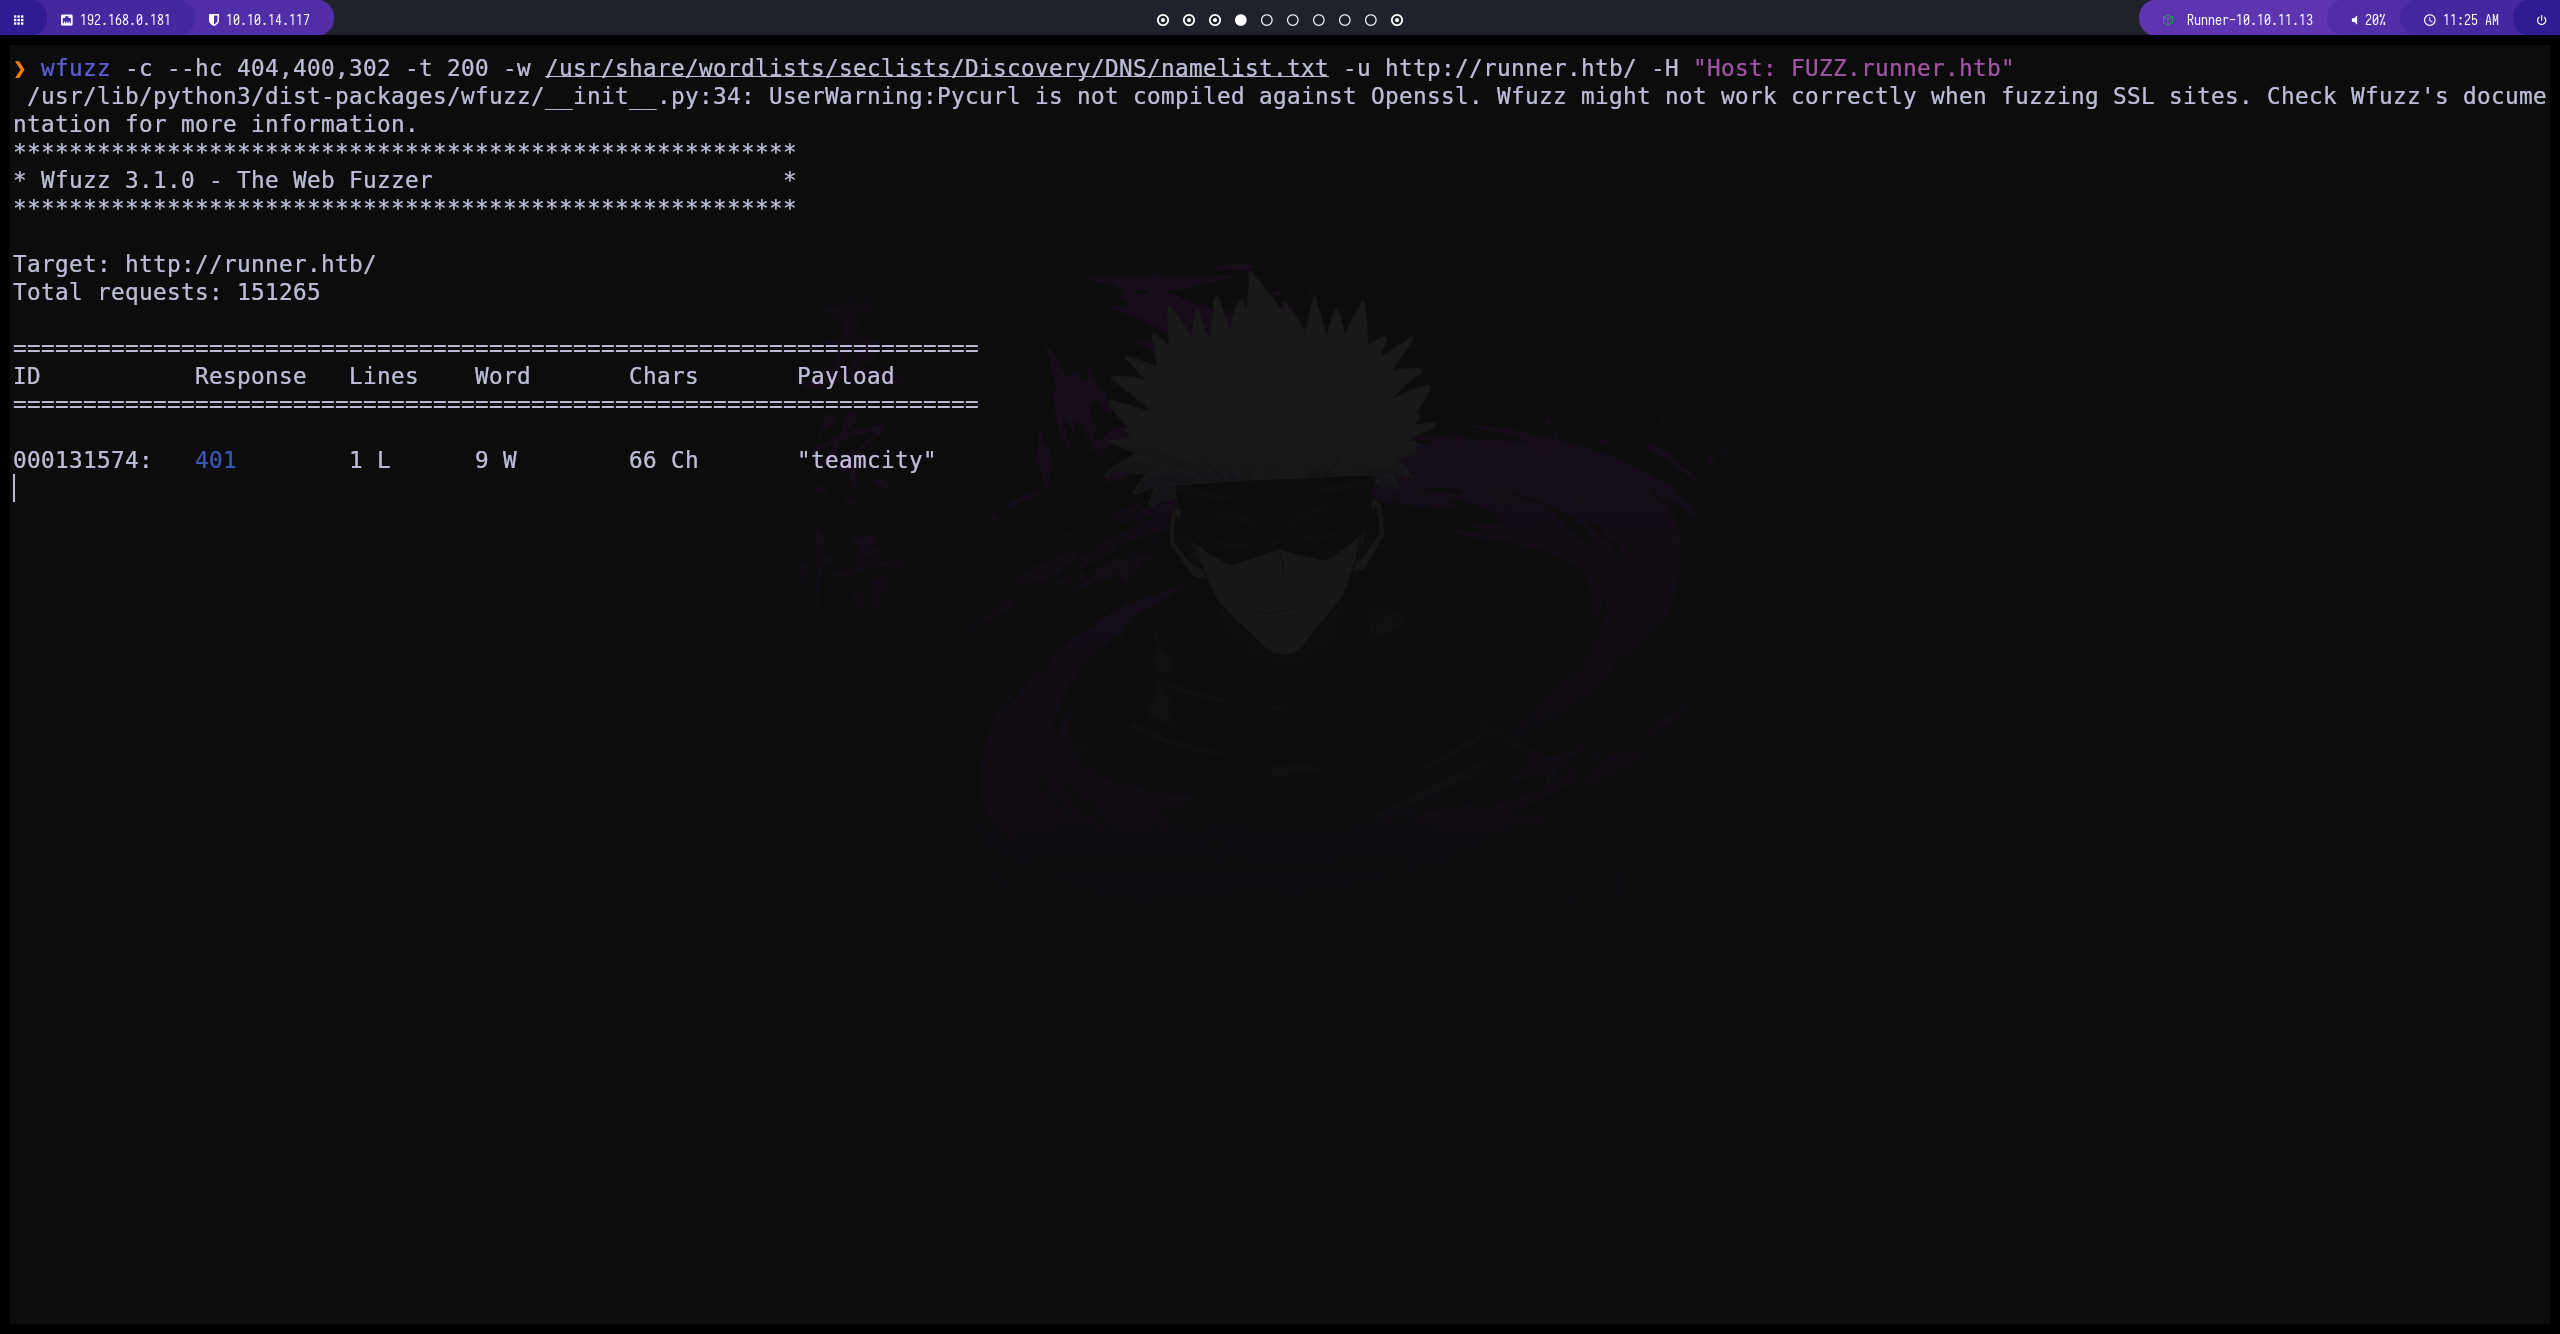 192.168.0.181 10.10.14.117 Runner-10.10.11.13 20% 11:25 AM
❯ wfuzz -c --hc 404,400,302 -t 200 -w /usr/share/wordlists/seclists/Discovery/DNS/namelist.txt -u http://runner.htb/ -H "Host: FUZZ.runner.htb"
/usr/lib/python3/dist-packages/wfuzz/__init__.py:34: UserWarning:Pycurl is not compiled against Openssl. Wfuzz might not work correctly when fuzzing SSL sites. Check Wfuzz's docume
ntation for more information.
********************************************************
* Wfuzz 3.1.0 - The Web Fuzzer                         *
********************************************************
Target: http://runner.htb/
Total requests: 151265
=====================================================================
ID           Response   Lines    Word       Chars       Payload
=====================================================================
000131574:   401        1 L      9 W        66 Ch       "teamcity"